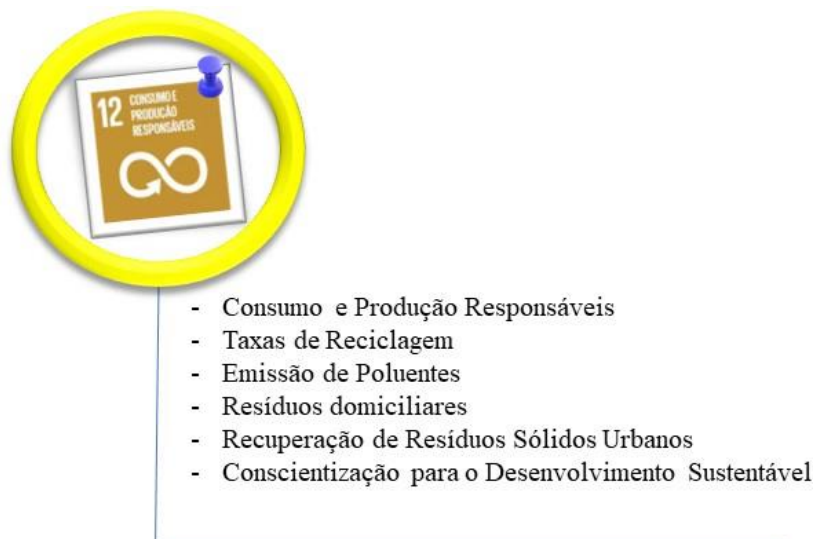 12 CONSUMO E
PRODUÇÃO
RESPONSÁVEIS
- Consumo e Produção Responsáveis
- Taxas de Reciclagem
- Emissão de Poluentes
- Resíduos domiciliares
- Recuperação de Resíduos Sólidos Urbanos
- Conscientização para o Desenvolvimento Sustentável